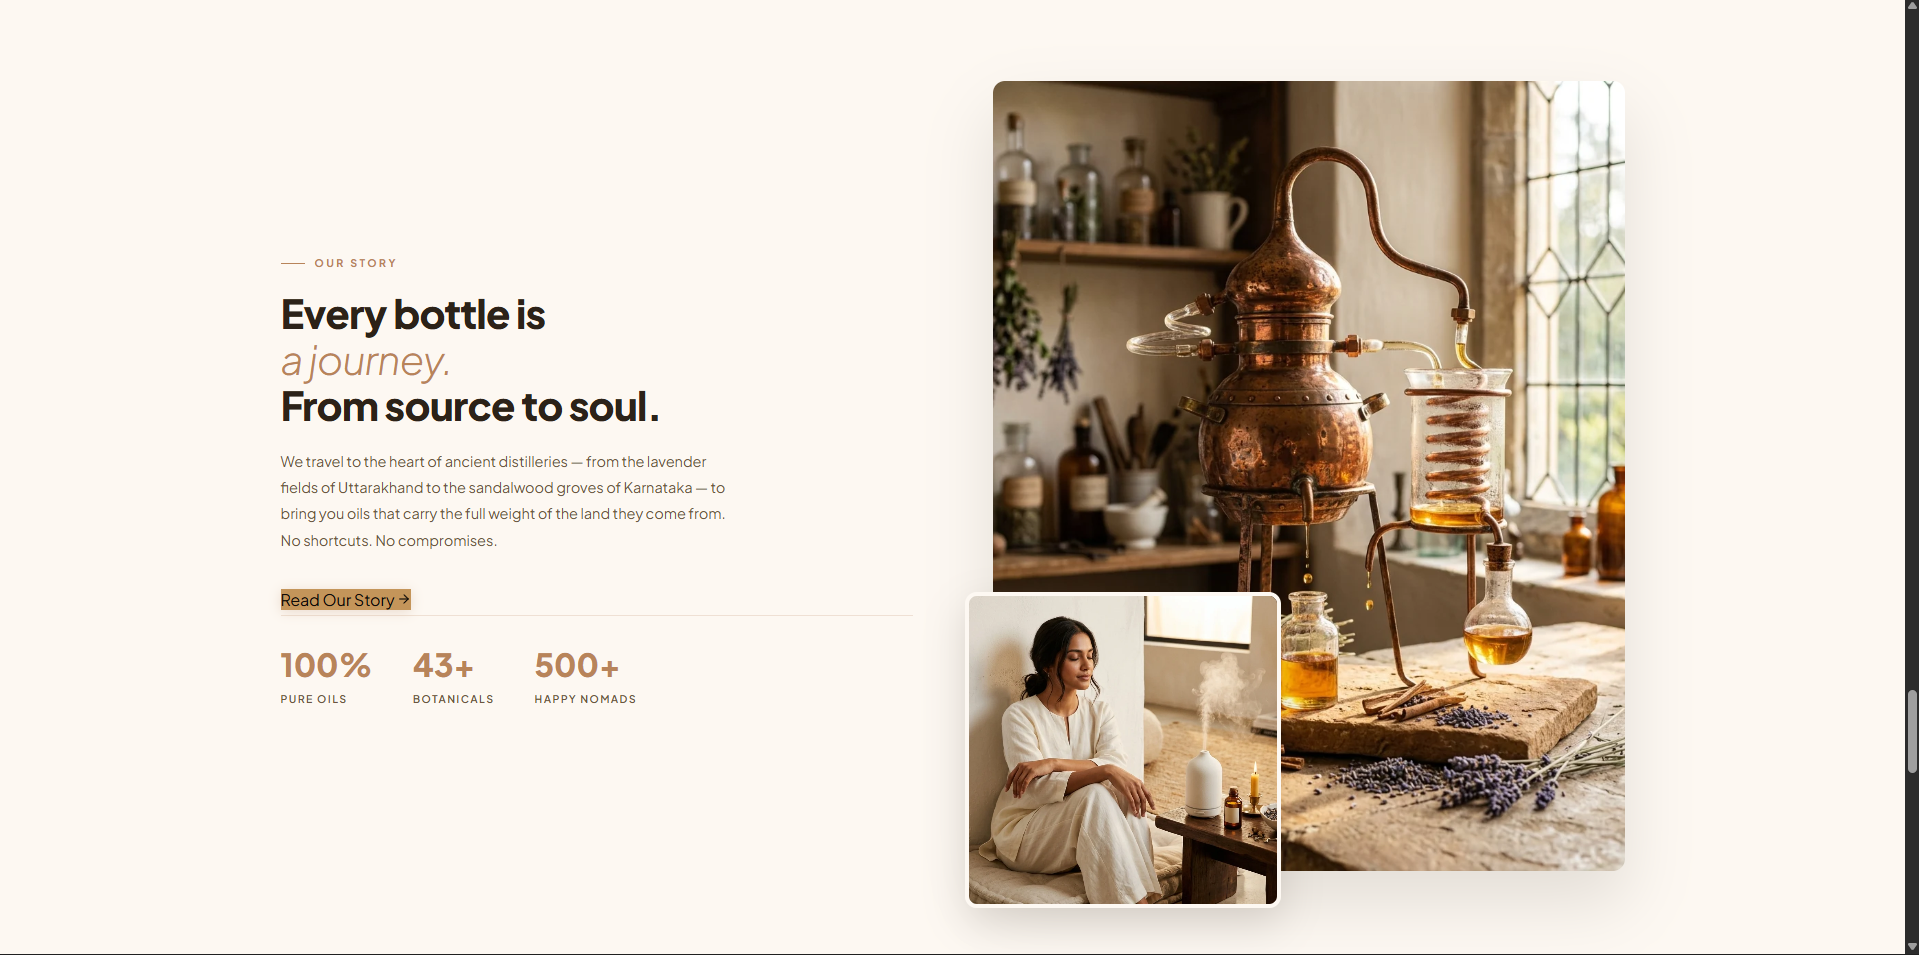 OUR STORY
Every bottle is
a journey.
From source to soul.
We travel to the heart of ancient distilleries — from the lavender
fields of Uttarakhand to the sandalwood groves of Karnataka — to
bring you oils that carry the full weight of the land they come from.
No shortcuts. No compromises.
Read Our Story →
100% 43+ 500+
PURE OILS BOTANICALS HAPPY NOMADS